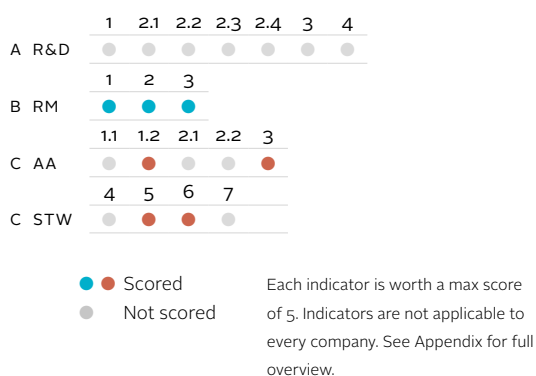 1 2.1 2.2 2.3 2.4 3 4
A R&D
1 2 3
B RM
1.1 1.2 2.1 2.2 3
C AA
4 5 6 7
C STW
Scored
Not scored
Each indicator is worth a max score
of 5. Indicators are not applicable to
every company. See Appendix for full
overview.